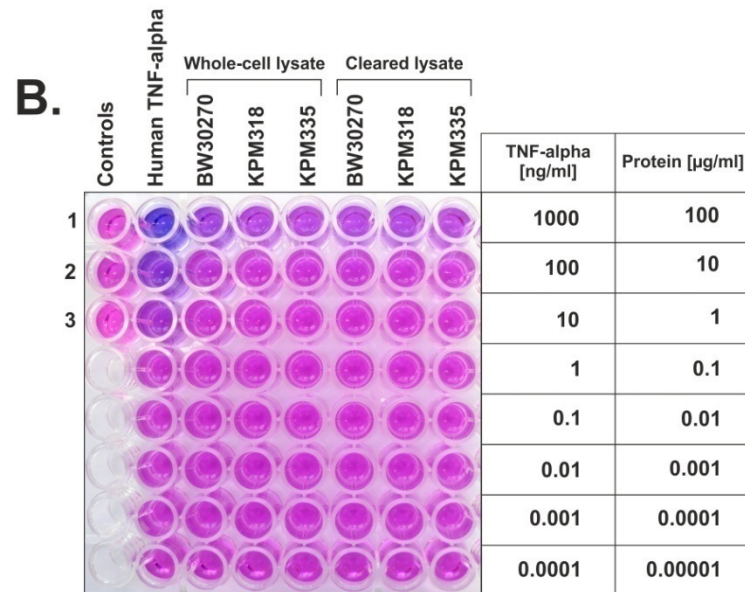 B.
Controls
Human TNF-alpha
Whole-cell lysate
BW30270
KPM318
KPM335
Cleared lysate
BW30270
KPM318
KPM335
TNF-alpha
[ng/ml]
Protein [µg/ml]
1 1000 100
2 100 10
3 10 1
1 0.1
0.1 0.01
0.01 0.001
0.001 0.0001
0.0001 0.00001